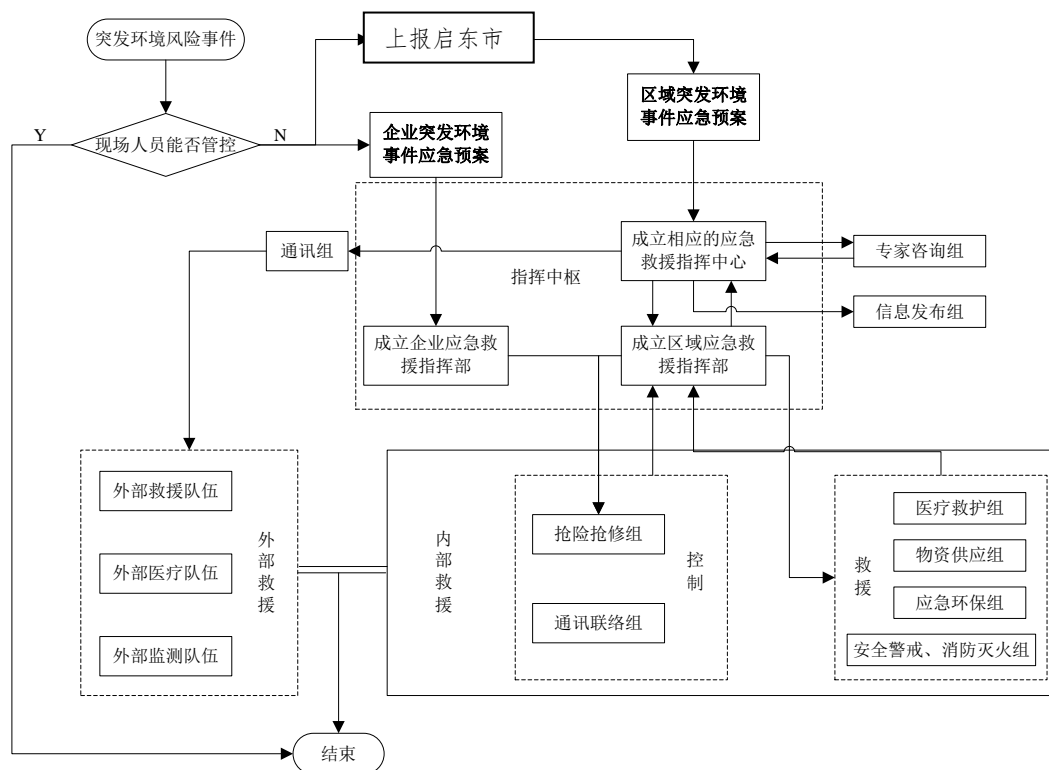 突发环境风险事件
上报启东市
区域突发环境
事件应急预案
Y
现场人员能否管控
N
企业突发环境
事件应急预案
通讯组
成立相应的应急
救援指挥中心
专家咨询组
指挥中枢
信息发布组
成立企业应急救
援指挥部
成立区域应急救
援指挥部
外部救援队伍
外部医疗队伍
外部监测队伍
外部救援
内部救援
抢险抢修组
通讯联络组
控制
救援
医疗救护组
物资供应组
应急环保组
安全警戒、消防灭火组
结束